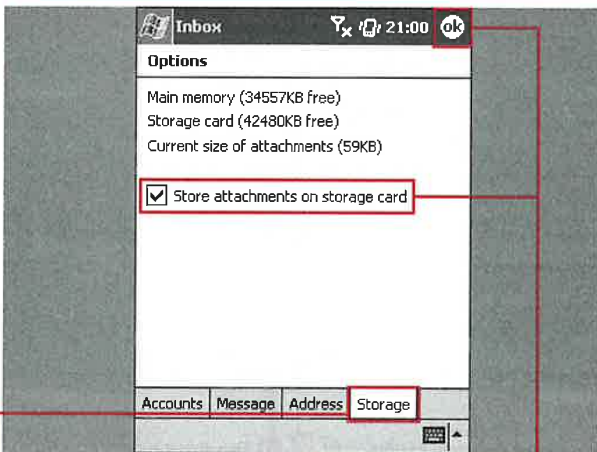 Inbox 21:00 ok
Options
Main memory (34557KB free)
Storage card (42480KB free)
Current size of attachments (59KB)
Store attachments on storage card
Accounts Message Address Storage